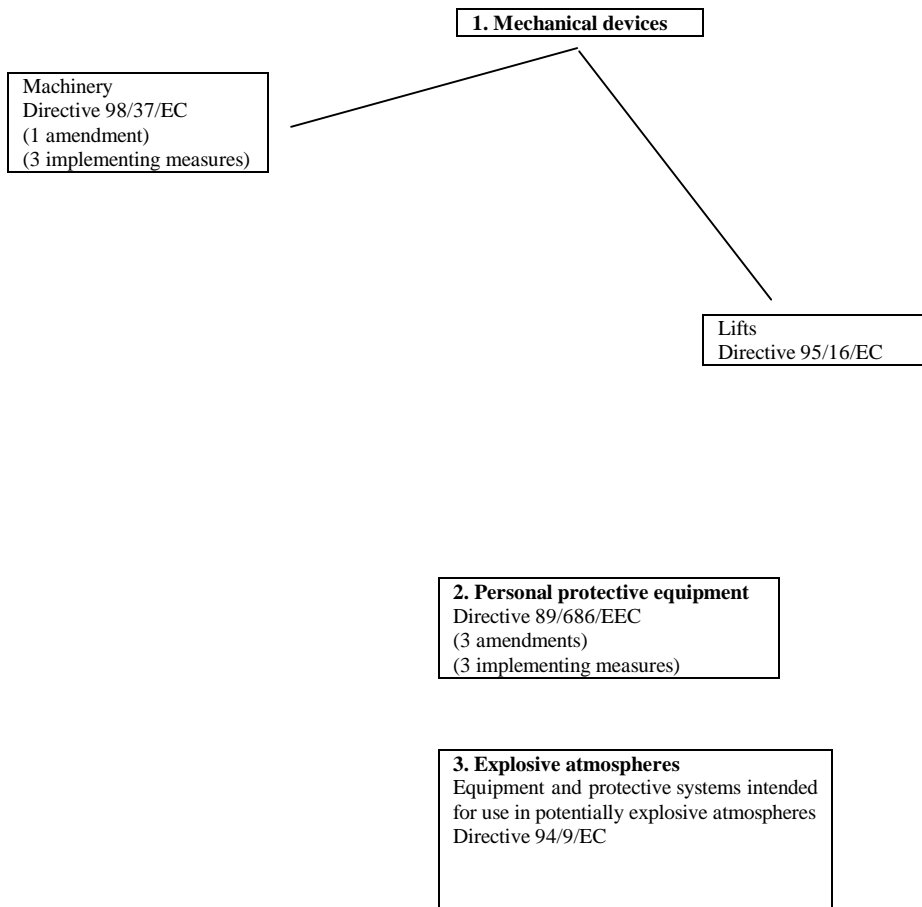 1. Mechanical devices
Machinery
Directive 98/37/EC
(1 amendment)
(3 implementing measures)
Lifts
Directive 95/16/EC
2. Personal protective equipment
Directive 89/686/EEC
(3 amendments)
(3 implementing measures)
3. Explosive atmospheres
Equipment and protective systems intended
for use in potentially explosive atmospheres
Directive 94/9/EC